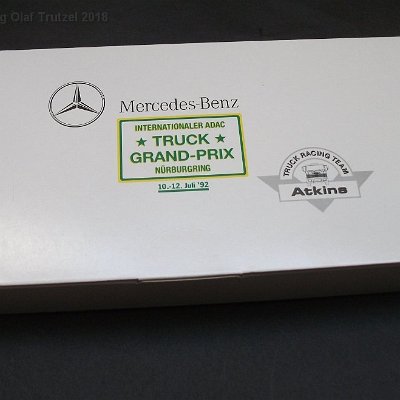 g Olaf Trutzel 2018
Mercedes-Benz
INTERNATIONALER ADAC
★ TRUCK ★
GRAND-PRIX
NÜRBURGRING
10.-12. Juli '92
TRUCK RACING TEAM
Atkins